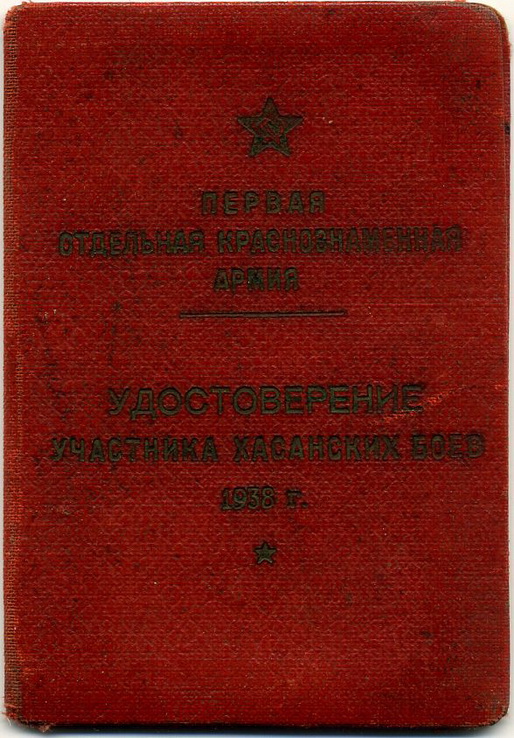 ПЕРВАЯ
ОТДЕЛЬНАЯ КРАСНОЗНАМЕННАЯ
АРМИЯ
УДОСТОВЕРЕНИЕ
УЧАСТНИКА ХАСАНСКИХ БОЕВ
1938 г.